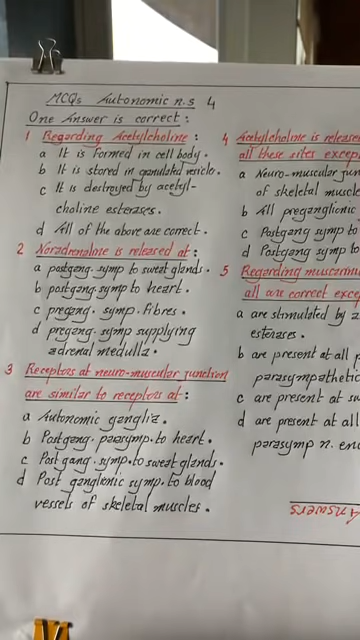 MCQs Autonomic n.s 4
One Answer is correct :
1 Regarding Acetylcholine :
a It is formed in cell body.
b It is stored in granulated vesicle.
c It is destroyed by acetyl-
choline esterases.
d All of the above are correct.
2 Noradrenaline is released at :
a postgang. symp to sweat glands.
b postgang. symp to heart.
c pregang. symp. fibres.
d pregang. symp supplying
adrenal medulla.
3 Receptors at neuro-muscular junction
are similar to receptors at :
a Autonomic ganglia.
b Postgang. parasymp. to heart.
c Postgang. symp. to sweat glands.
d Post ganglionic symp. to blood
vessels of skeletal muscles.
4 Acetylcholine is released
all these sites except
a Neuro-muscular jun
of skeletal muscle
b All preganglionic
c Postgang symp to
d Postgang symp to
5 Regarding muscarin
all are correct except
a are stimulated by
esterases.
b are present at all p
parasympathetic
c are present at sw
d are present at all
parasymp n. en
Answers